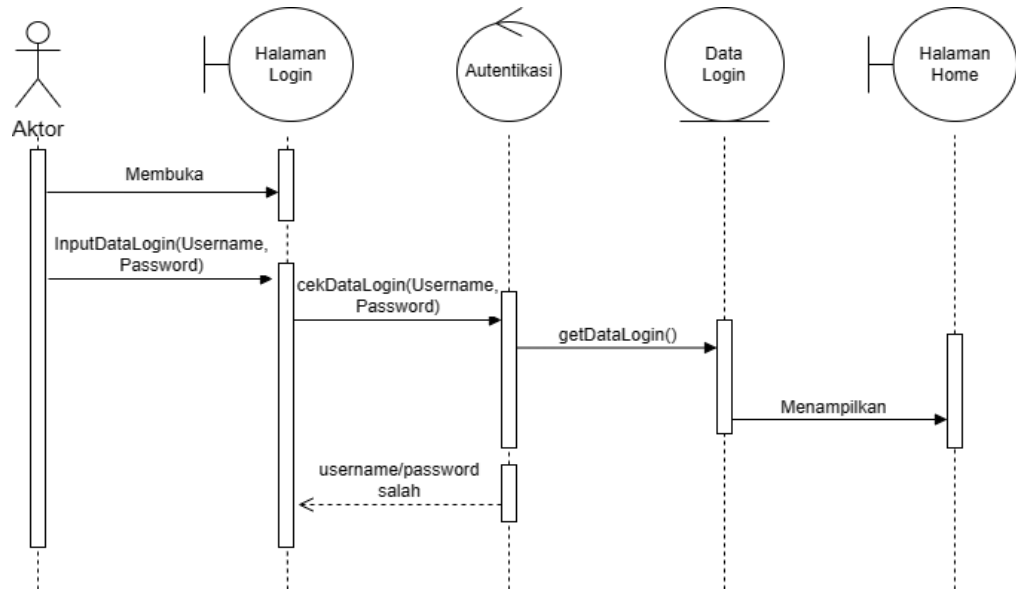 Halaman
Login
Autentikasi
Data
Login
Halaman
Home
Aktor
Membuka
InputDataLogin(Username,
Password)
cekDataLogin(Username,
Password)
getDataLogin()
Menampilkan
username/password
salah